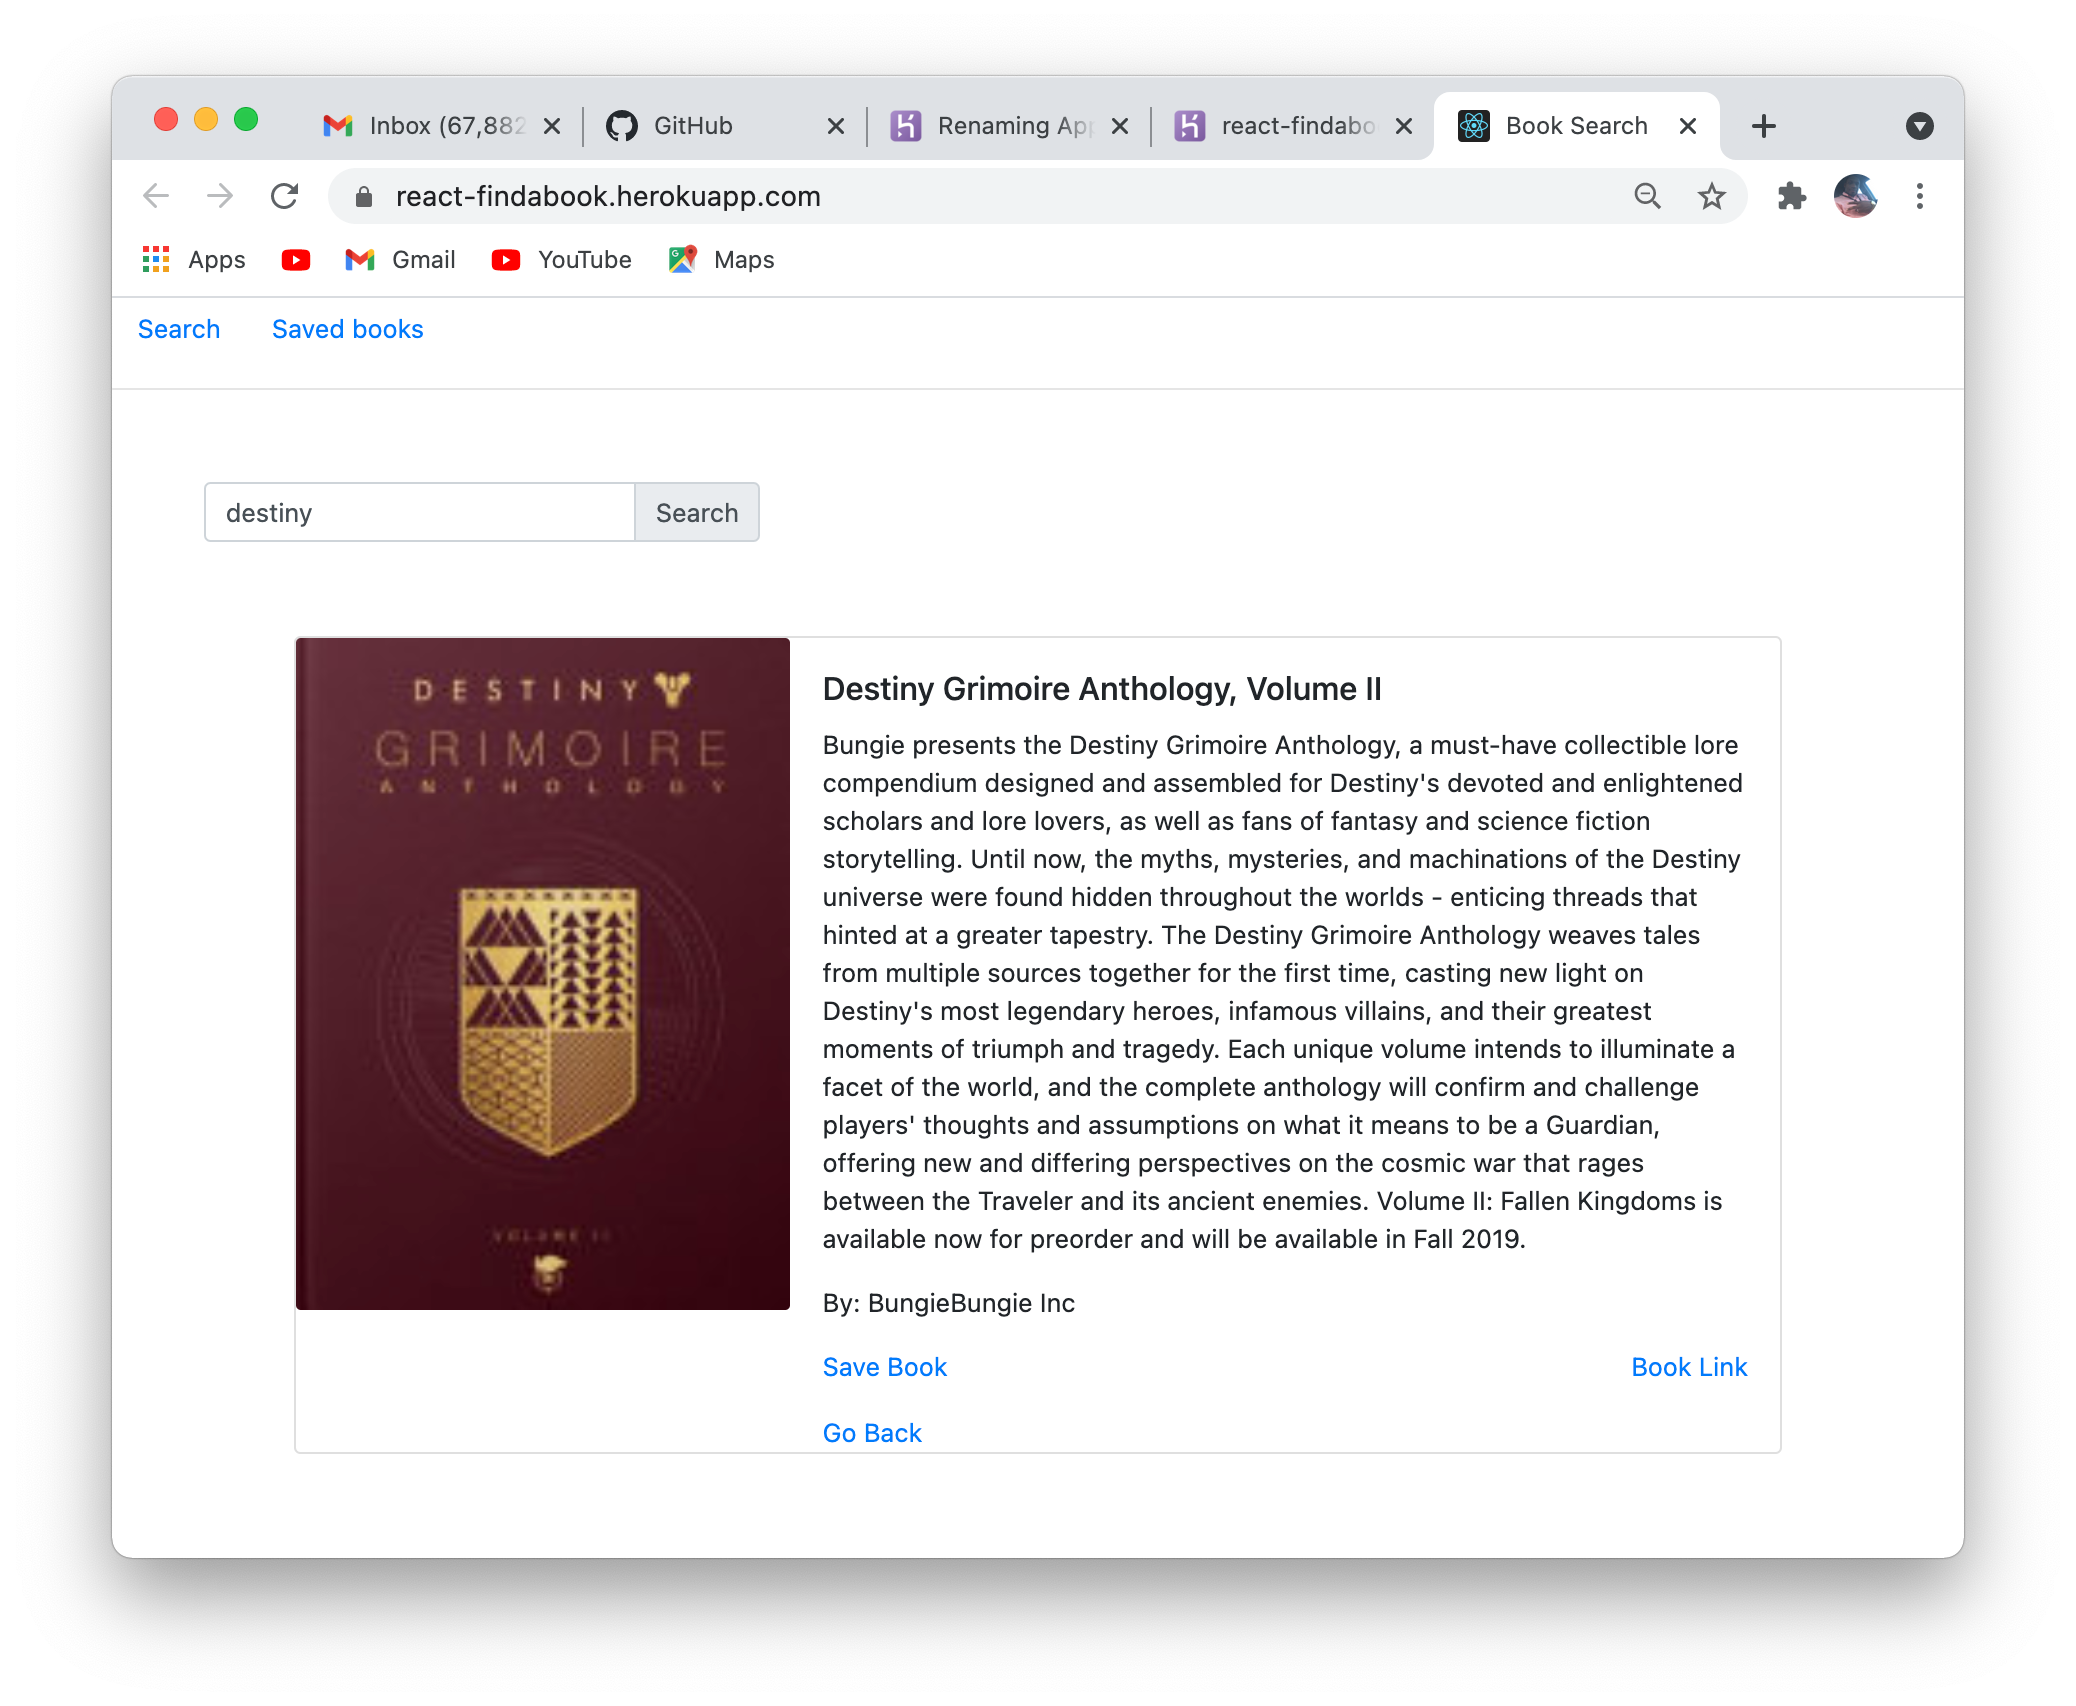 Inbox (67,882
GitHub
Renaming Ap
react-findabo
Book Search
react-findabook.herokuapp.com
Apps
Gmail
YouTube
Maps
Search
Saved books
destiny
Search
DESTINY
GRIMOIRE
ANTHOLOGY
VOLUME II
Destiny Grimoire Anthology, Volume II
Bungie presents the Destiny Grimoire Anthology, a must-have collectible lore
compendium designed and assembled for Destiny's devoted and enlightened
scholars and lore lovers, as well as fans of fantasy and science fiction
storytelling. Until now, the myths, mysteries, and machinations of the Destiny
universe were found hidden throughout the worlds - enticing threads that
hinted at a greater tapestry. The Destiny Grimoire Anthology weaves tales
from multiple sources together for the first time, casting new light on
Destiny's most legendary heroes, infamous villains, and their greatest
moments of triumph and tragedy. Each unique volume intends to illuminate a
facet of the world, and the complete anthology will confirm and challenge
players' thoughts and assumptions on what it means to be a Guardian,
offering new and differing perspectives on the cosmic war that rages
between the Traveler and its ancient enemies. Volume II: Fallen Kingdoms is
available now for preorder and will be available in Fall 2019.
By: BungieBungie Inc
Save Book
Book Link
Go Back